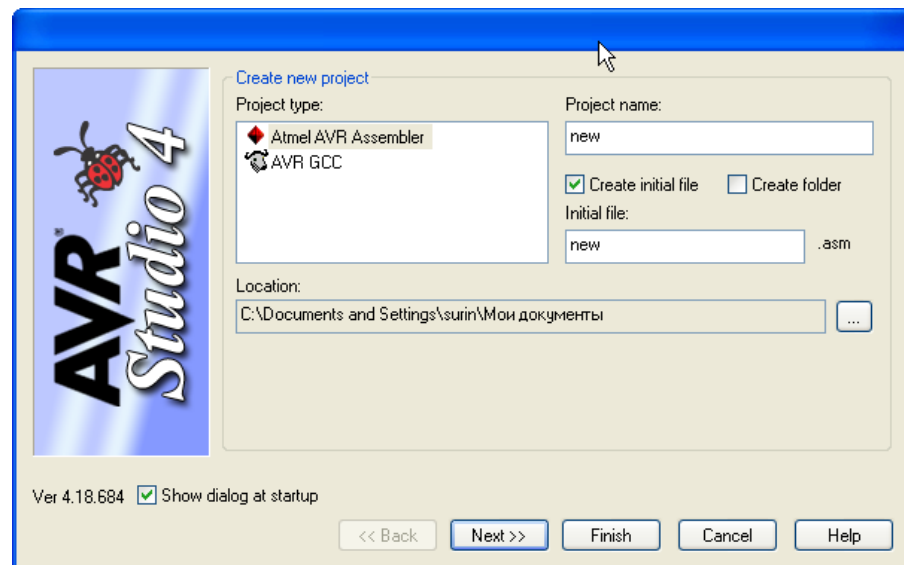 AVR® Studio 4
Create new project
Project type:
Atmel AVR Assembler
AVR GCC
Project name:
new
Create initial file
Create folder
Initial file:
new
.asm
Location:
C:\Documents and Settings\surin\Мои документы
...
Ver 4.18.684
Show dialog at startup
<< Back
Next >>
Finish
Cancel
Help